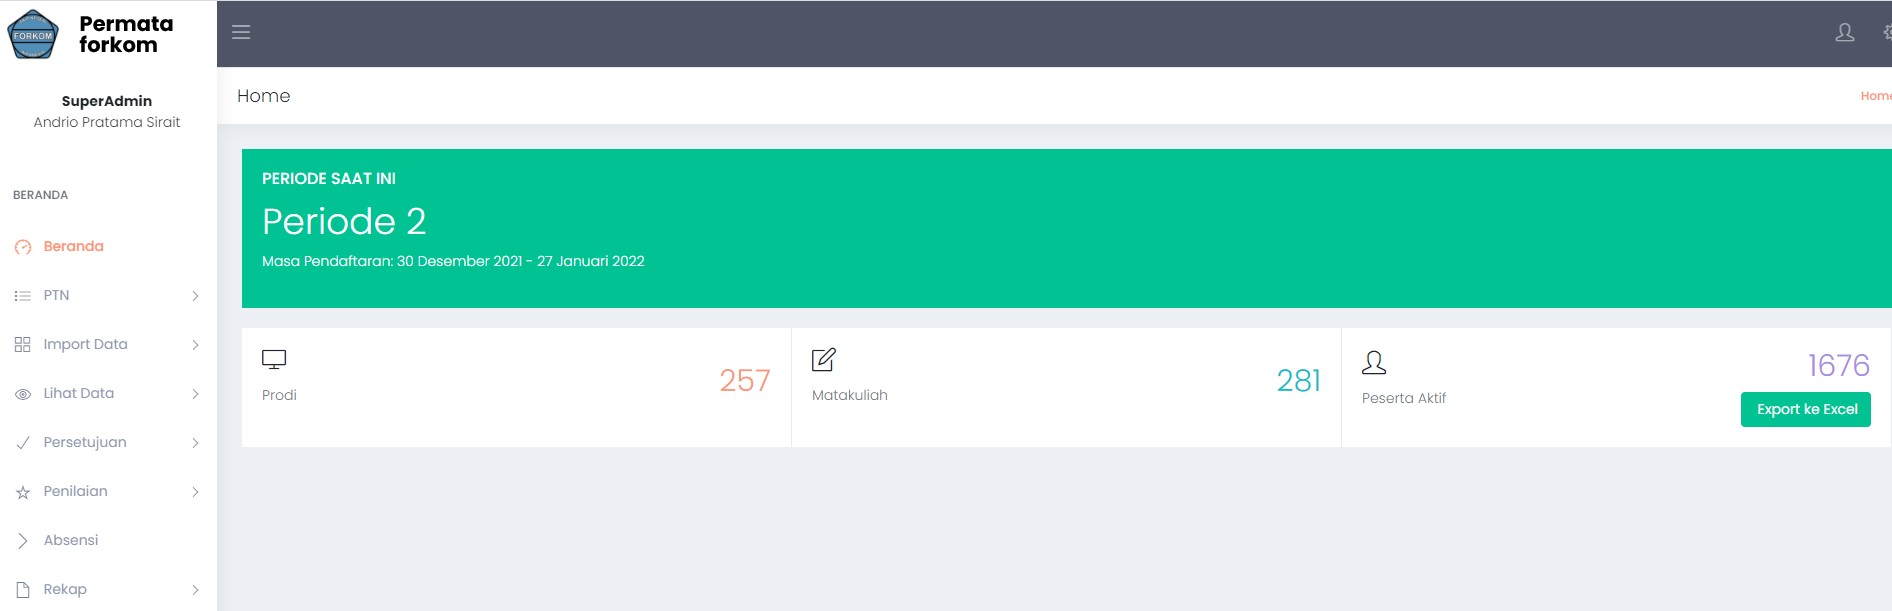 FORKOM
Permata
forkom
SuperAdmin
Andrio Pratama Sirait
BERANDA
Beranda
PTN
Import Data
Lihat Data
Persetujuan
Penilaian
Absensi
Rekap
Home
Home
PERIODE SAAT INI
Periode 2
Masa Pendaftaran: 30 Desember 2021 - 27 Januari 2022
Prodi
257
Matakuliah
281
Peserta Aktif
1676
Export ke Excel